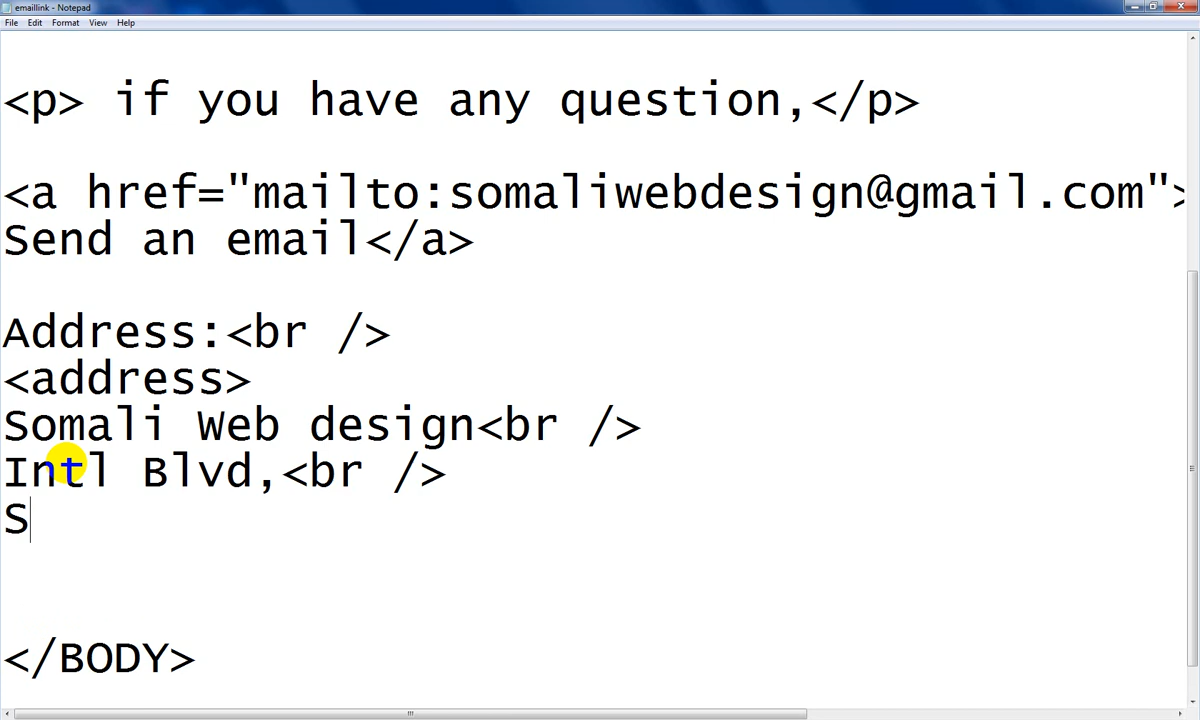 emaillink - Notepad
File Edit Format View Help
<p> if you have any question,</p>
<a href="mailto:somaliwebdesign@gmail.com">
Send an email</a>
Address:<br />
<address>
Somali Web design<br />
Intl Blvd,<br />
S
</BODY>